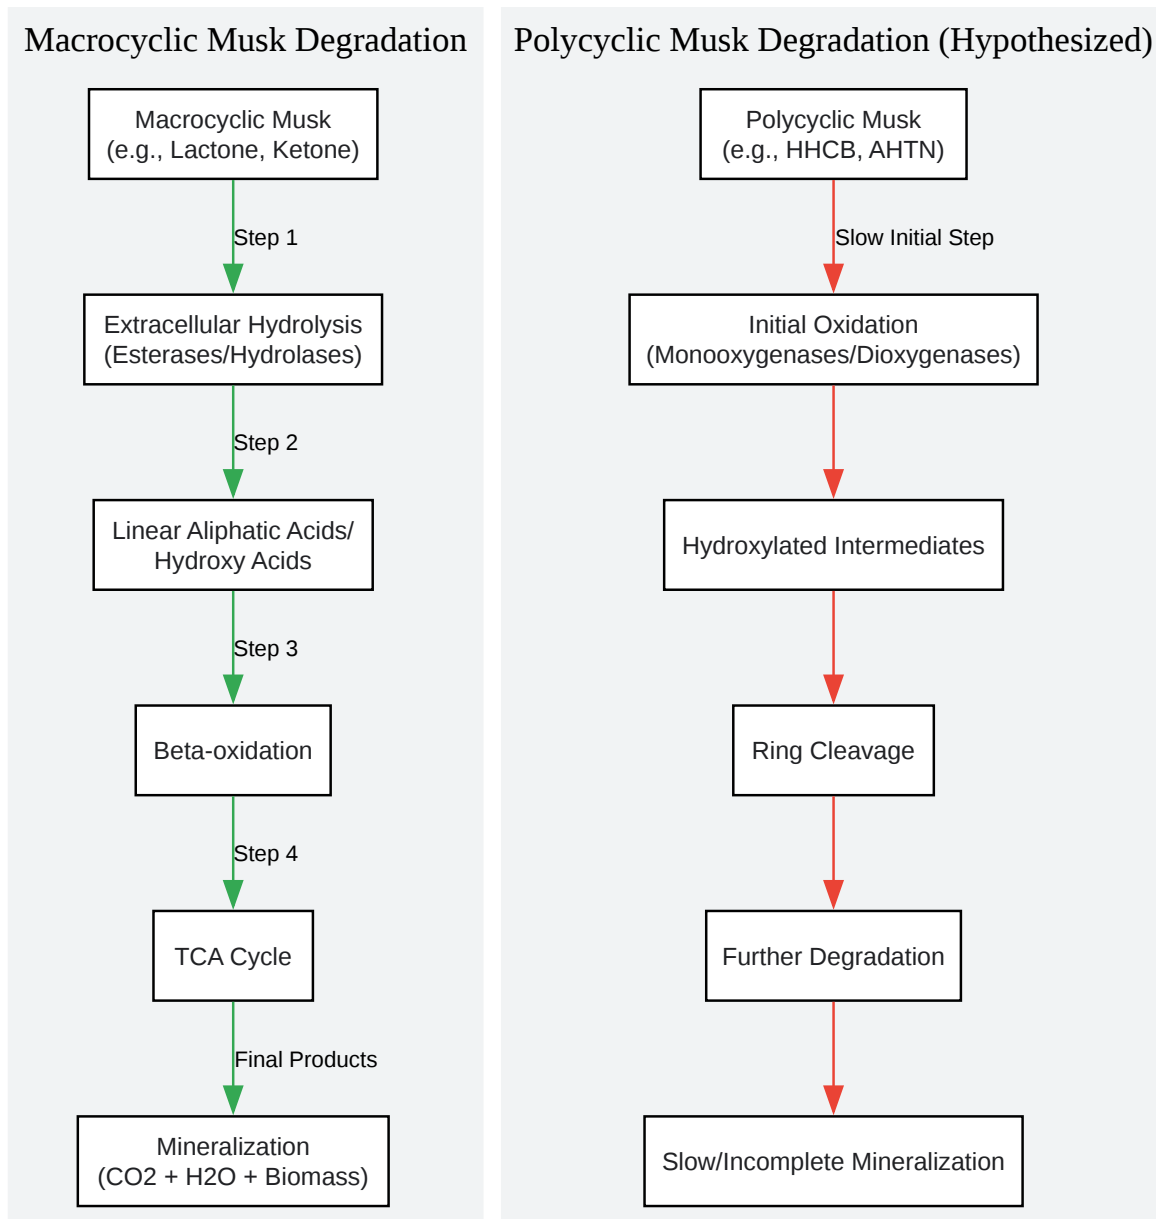 Macrocyclic Musk Degradation
Macrocyclic Musk
(e.g., Lactone, Ketone)
Step 1
Extracellular Hydrolysis
(Esterases/Hydrolases)
Step 2
Linear Aliphatic Acids/
Hydroxy Acids
Step 3
Beta-oxidation
Step 4
TCA Cycle
Final Products
Mineralization
(CO2 + H2O + Biomass)
Polycyclic Musk Degradation (Hypothesized)
Polycyclic Musk
(e.g., HHCB, AHTN)
Slow Initial Step
Initial Oxidation
(Monooxygenases/Dioxygenases)
Hydroxylated Intermediates
Ring Cleavage
Further Degradation
Slow/Incomplete Mineralization